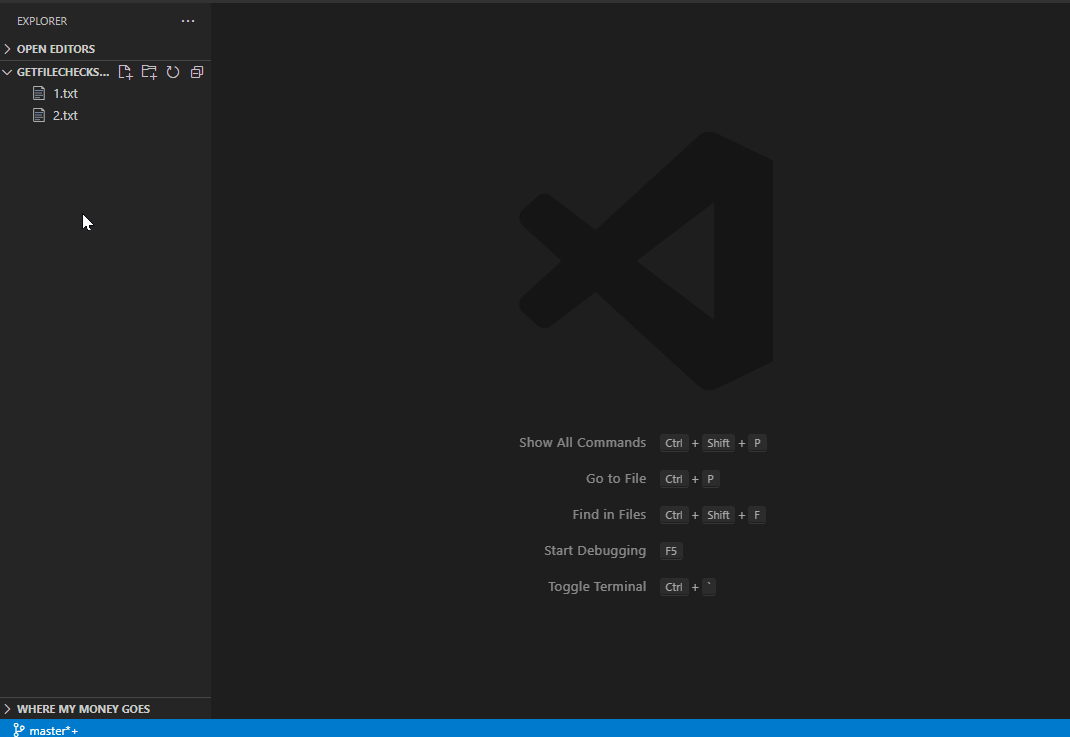 EXPLORER
OPEN EDITORS
GETFILECHECKS...
1.txt
2.txt
Show All Commands Ctrl + Shift + P
Go to File Ctrl + P
Find in Files Ctrl + Shift + F
Start Debugging F5
Toggle Terminal Ctrl + `
WHERE MY MONEY GOES
master*+